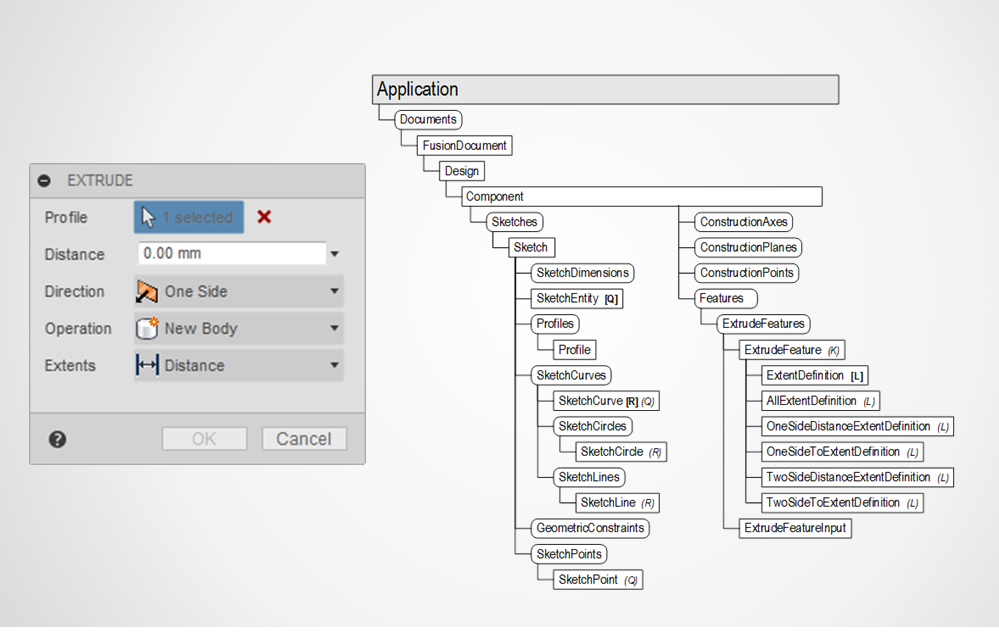 EXTRUDE
Profile
1 selected
Distance
0.00 mm
Direction
One Side
Operation
New Body
Extents
Distance
?
OK
Cancel
Application
Documents
FusionDocument
Design
Component
Sketches
Sketch
SketchDimensions
SketchEntity [Q]
Profiles
Profile
SketchCurves
SketchCurve [R] (Q)
SketchCircles
SketchCircle (R)
SketchLines
SketchLine (R)
GeometricConstraints
SketchPoints
SketchPoint (Q)
ConstructionAxes
ConstructionPlanes
ConstructionPoints
Features
ExtrudeFeatures
ExtrudeFeature (K)
ExtentDefinition [L]
AllExtentDefinition (L)
OneSideDistanceExtentDefinition (L)
OneSideToExtentDefinition (L)
TwoSideDistanceExtentDefinition (L)
TwoSideToExtentDefinition (L)
ExtrudeFeatureInput